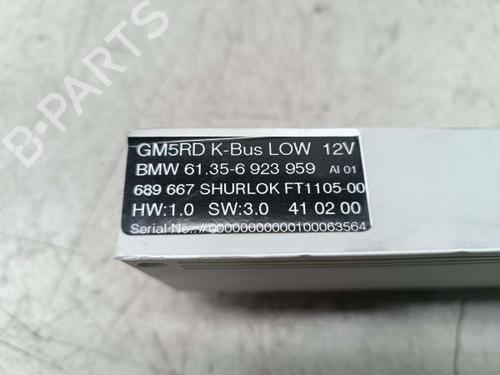 GM5RD K-Bus LOW 12V
BMW 61.35-6 923 959 AI 01
689 667 SHURLOK FT1105-00
HW:1.0 SW:3.0 41 02 00
Serial No.:#00000000000100063564
B-PARTS